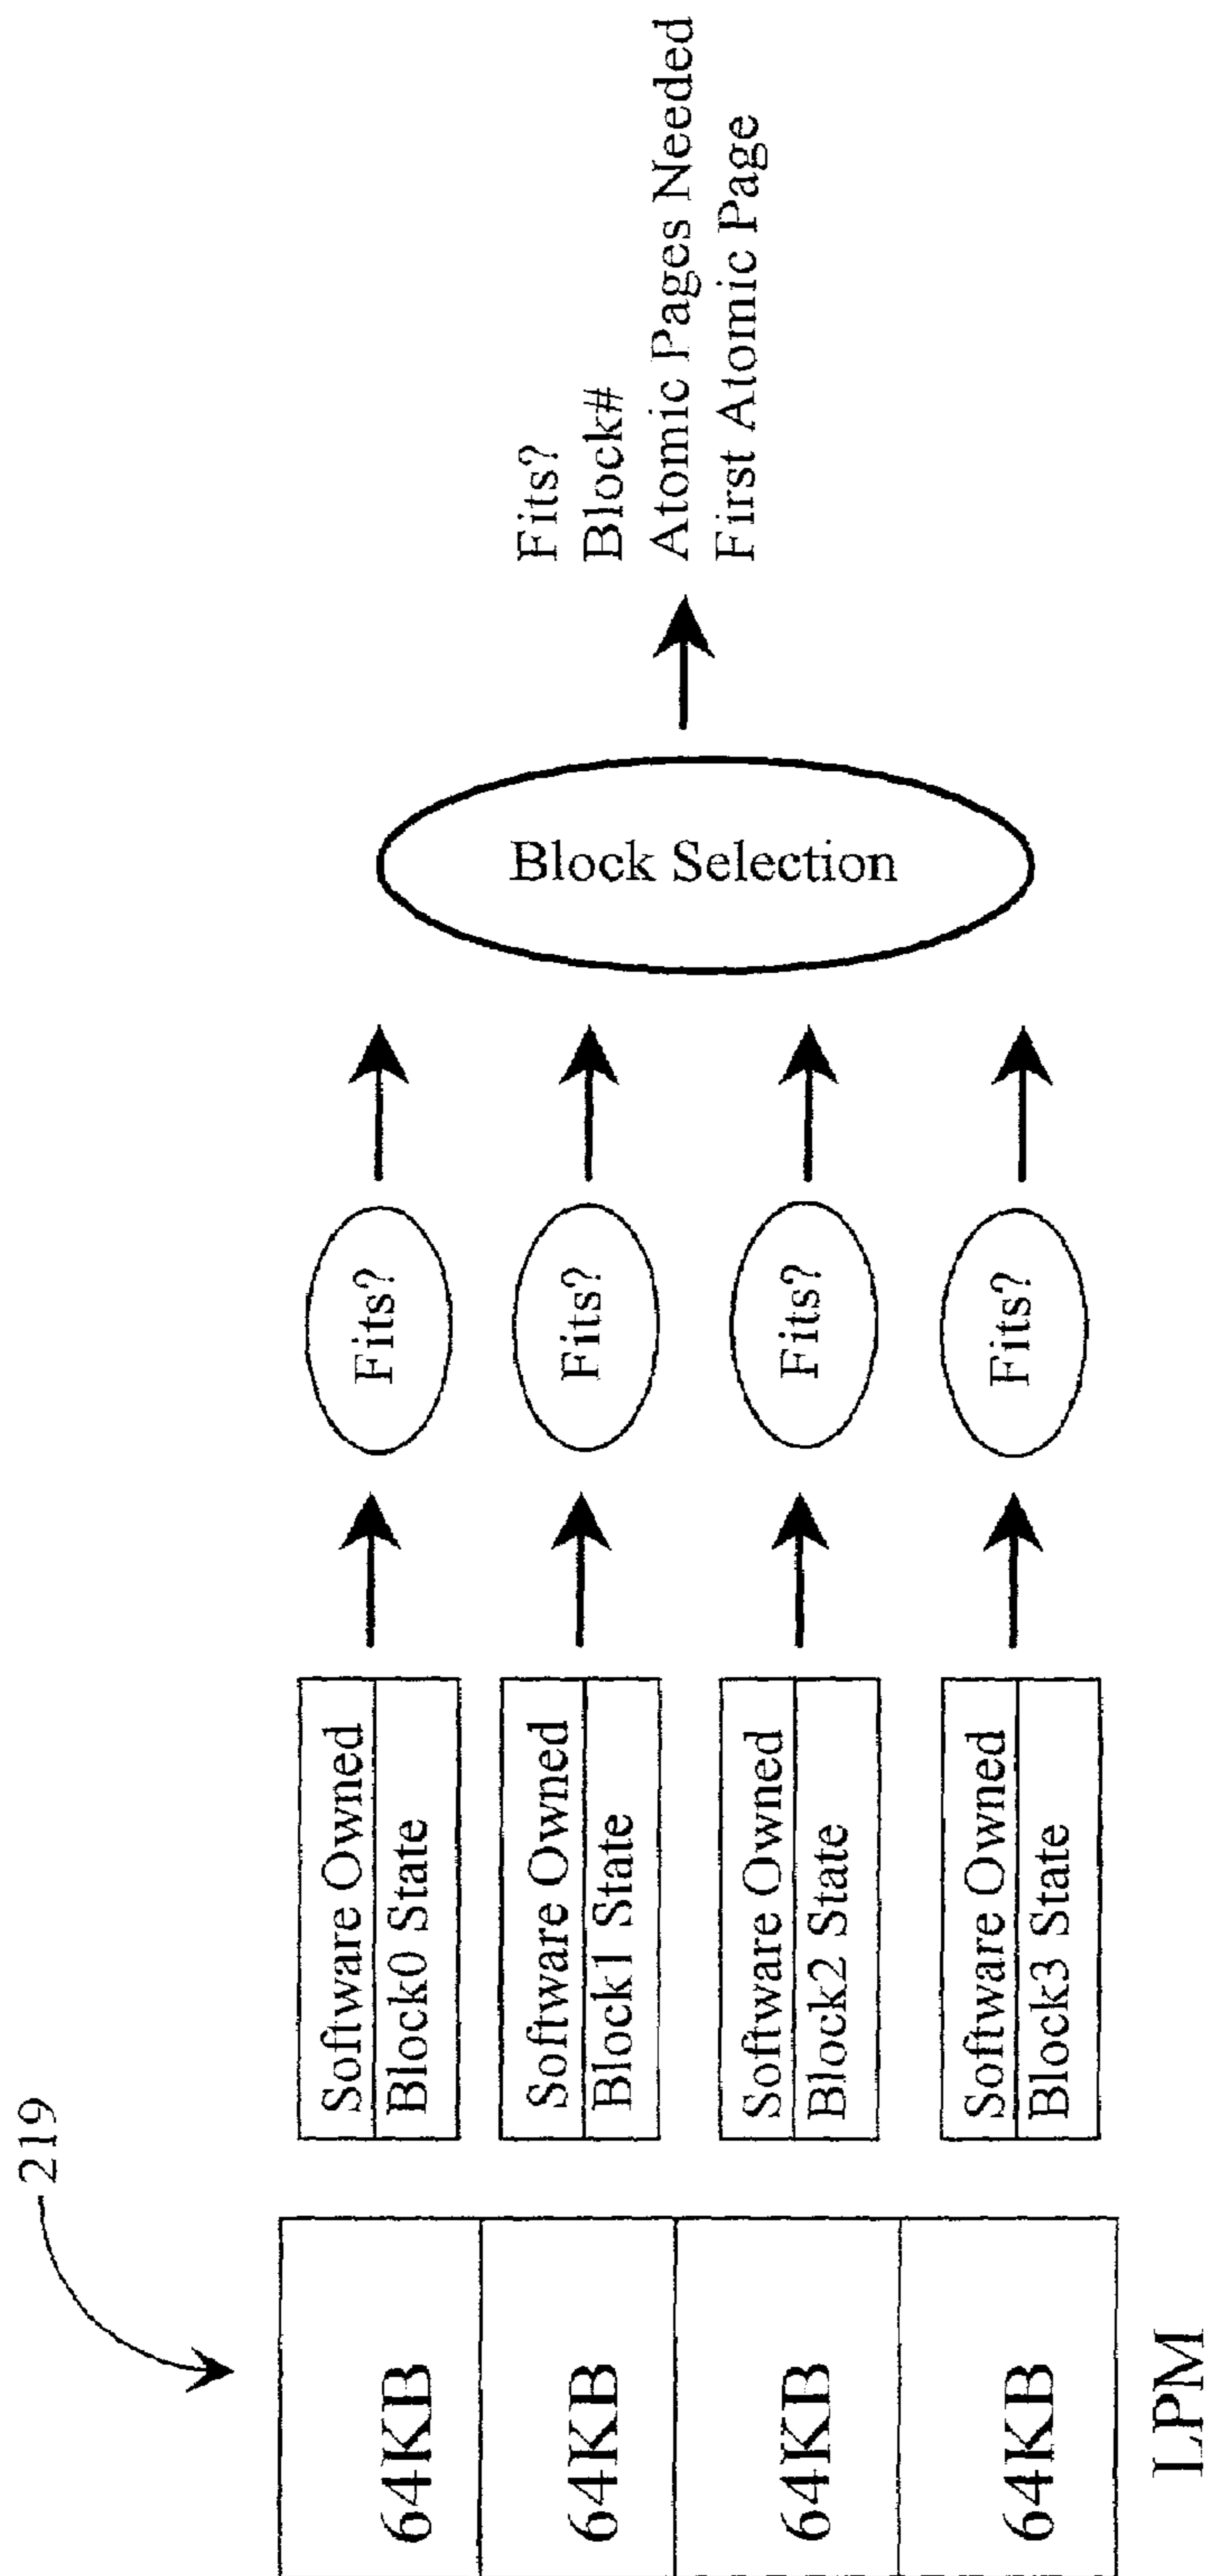 219
64KB
64KB
64KB
64KB
LPM
Software Owned
Block0 State
Software Owned
Block1 State
Software Owned
Block2 State
Software Owned
Block3 State
Fits?
Fits?
Fits?
Fits?
Block Selection
Fits?
Block#
Atomic Pages Needed
First Atomic Page